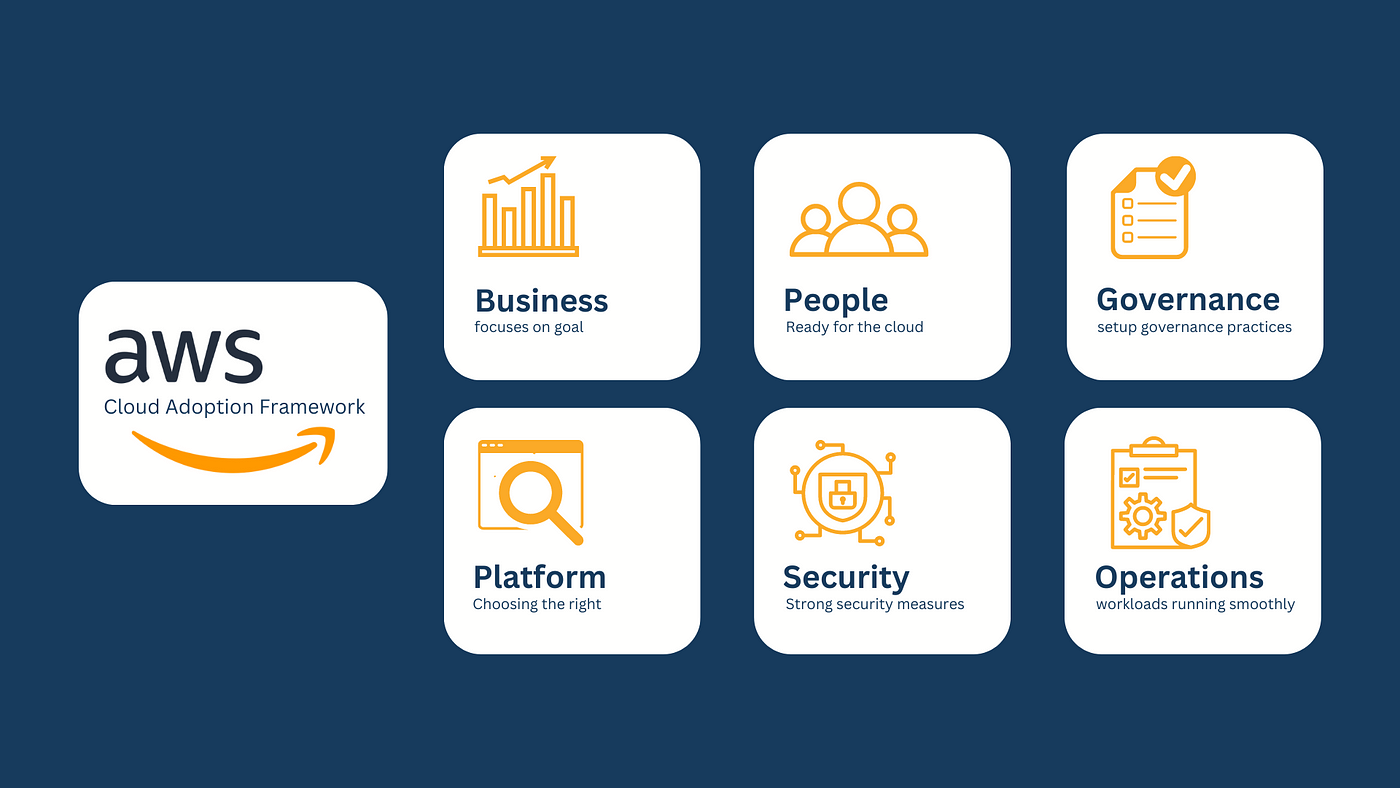 aws
Cloud Adoption Framework
Business
focuses on goal
People
Ready for the cloud
Governance
setup governance practices
Platform
Choosing the right
Security
Strong security measures
Operations
workloads running smoothly